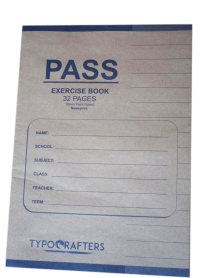 PASS
EXERCISE BOOK
32 PAGES
NAME:
SCHOOL:
SUBJECT:
CLASS:
TEACHER:
TERM:
TYPOCRAFTERS